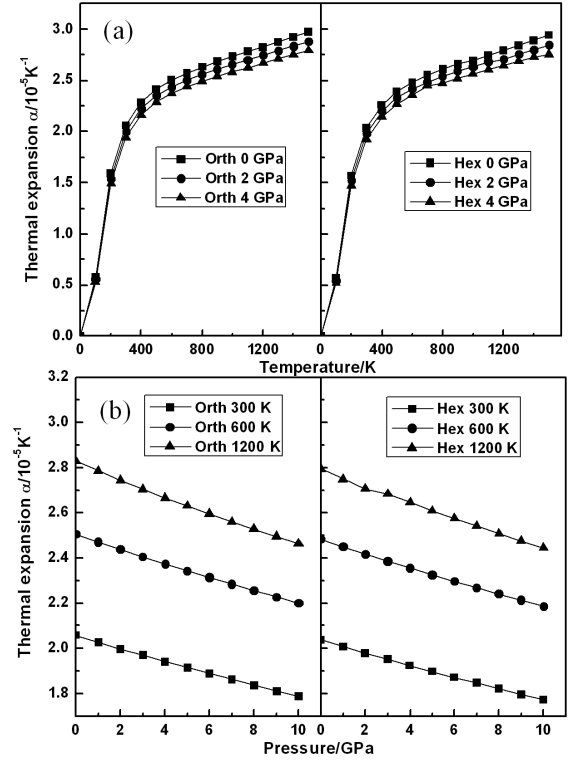 (a)
Thermal expansion α/10⁻⁵K⁻¹
3.0
2.5
2.0
1.5
1.0
0.5
0.0
Orth 0 GPa
Orth 2 GPa
Orth 4 GPa
Hex 0 GPa
Hex 2 GPa
Hex 4 GPa
0 400 800 1200 0 400 800 1200
Temperature/K
(b)
Thermal expansion α/10⁻⁵K⁻¹
3.2
3.0
2.8
2.6
2.4
2.2
2.0
1.8
Orth 300 K
Orth 600 K
Orth 1200 K
Hex 300 K
Hex 600 K
Hex 1200 K
0 2 4 6 8 10 0 2 4 6 8 10
Pressure/GPa